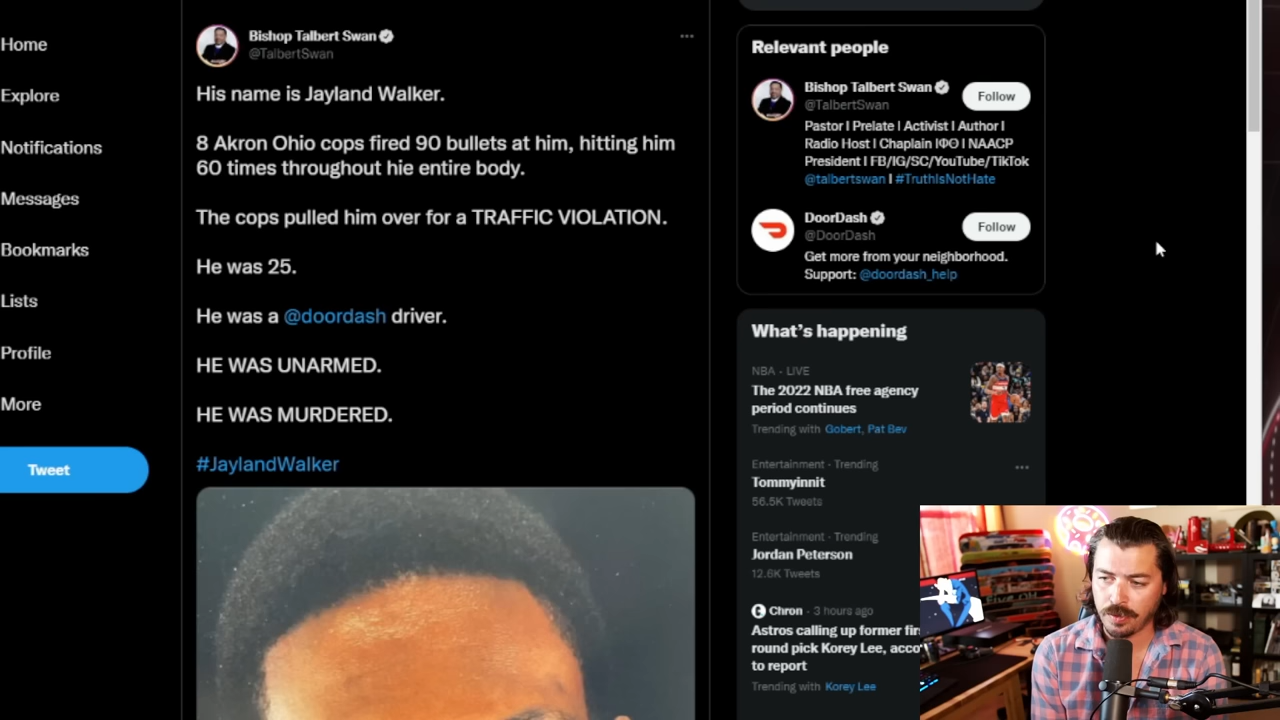 Home
Explore
Notifications
Messages
Bookmarks
Lists
Profile
More
Tweet
Bishop Talbert Swan
@TalbertSwan
His name is Jayland Walker.
8 Akron Ohio cops fired 90 bullets at him, hitting him
60 times throughout hie entire body.
The cops pulled him over for a TRAFFIC VIOLATION.
He was 25.
He was a @doordash driver.
HE WAS UNARMED.
HE WAS MURDERED.
#JaylandWalker
Relevant people
Bishop Talbert Swan
@TalbertSwan
Follow
Pastor I Prelate I Activist I Author I
Radio Host I Chaplain IΦΘ I NAACP
President I FB/IG/SC/YouTube/TikTok
@talbertswan I #TruthIsNotHate
DoorDash
@DoorDash
Follow
Get more from your neighborhood.
Support: @doordash_help
What's happening
NBA · LIVE
The 2022 NBA free agency
period continues
Trending with Gobert, Pat Bev
Entertainment · Trending
Tommyinnit
56.5K Tweets
Entertainment · Trending
Jordan Peterson
12.6K Tweets
Chron · 3 hours ago
Astros calling up former
round pick Korey Lee,
to report
Trending with Korey Lee